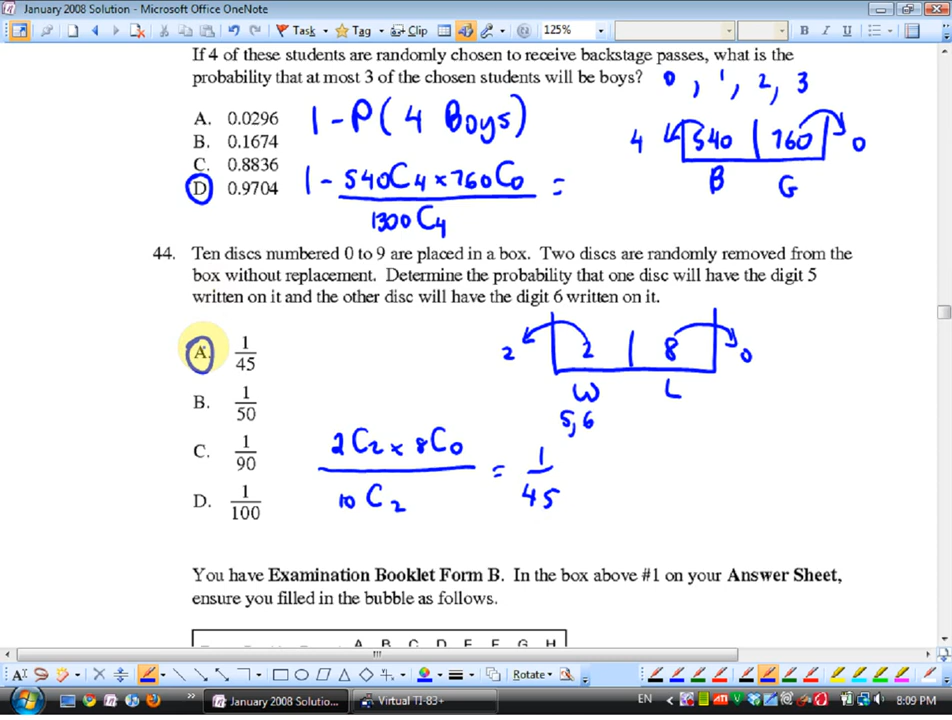 January 2008 Solution - Microsoft Office OneNote
Task Tag Clip 125% B I U
If 4 of these students are randomly chosen to receive backstage passes, what is the
probability that at most 3 of the chosen students will be boys? 0, 1, 2, 3
A. 0.0296
B. 0.1674
C. 0.8836
D. 0.9704
1 - P( 4 Boys)
1 - 540C4 × 760C0 =
1300C4
4 540 760 0
B G
44. Ten discs numbered 0 to 9 are placed in a box. Two discs are randomly removed from the
box without replacement. Determine the probability that one disc will have the digit 5
written on it and the other disc will have the digit 6 written on it.
A. 1/45
B. 1/50
C. 1/90
D. 1/100
2 2 8 0
W L
5,6
2C2 × 8C0 = 1
10C2 45
You have Examination Booklet Form B. In the box above #1 on your Answer Sheet,
ensure you filled in the bubble as follows.
A B C D E F G H
Rotate
January 2008 Solutio... Virtual TI-83+ EN 8:09 PM